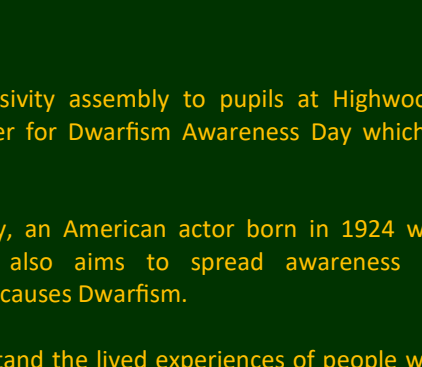 sivity assembly to pupils at Highwoo
er for Dwarfism Awareness Day which
y, an American actor born in 1924 w
also aims to spread awareness
causes Dwarfism.
tand the lived experiences of people w